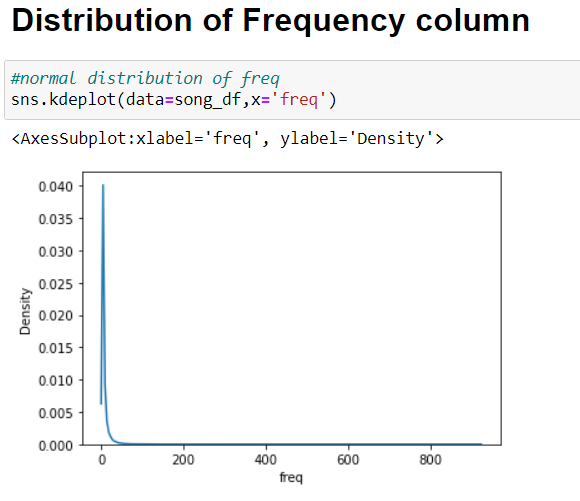 Distribution of Frequency column
#normal distribution of freq
sns.kdeplot(data=song_df,x='freq')
<AxesSubplot:xlabel='freq', ylabel='Density'>
0.040
0.035
0.030
0.025
0.020
0.015
0.010
0.005
0.000
Density
0 200 400 600 800
freq